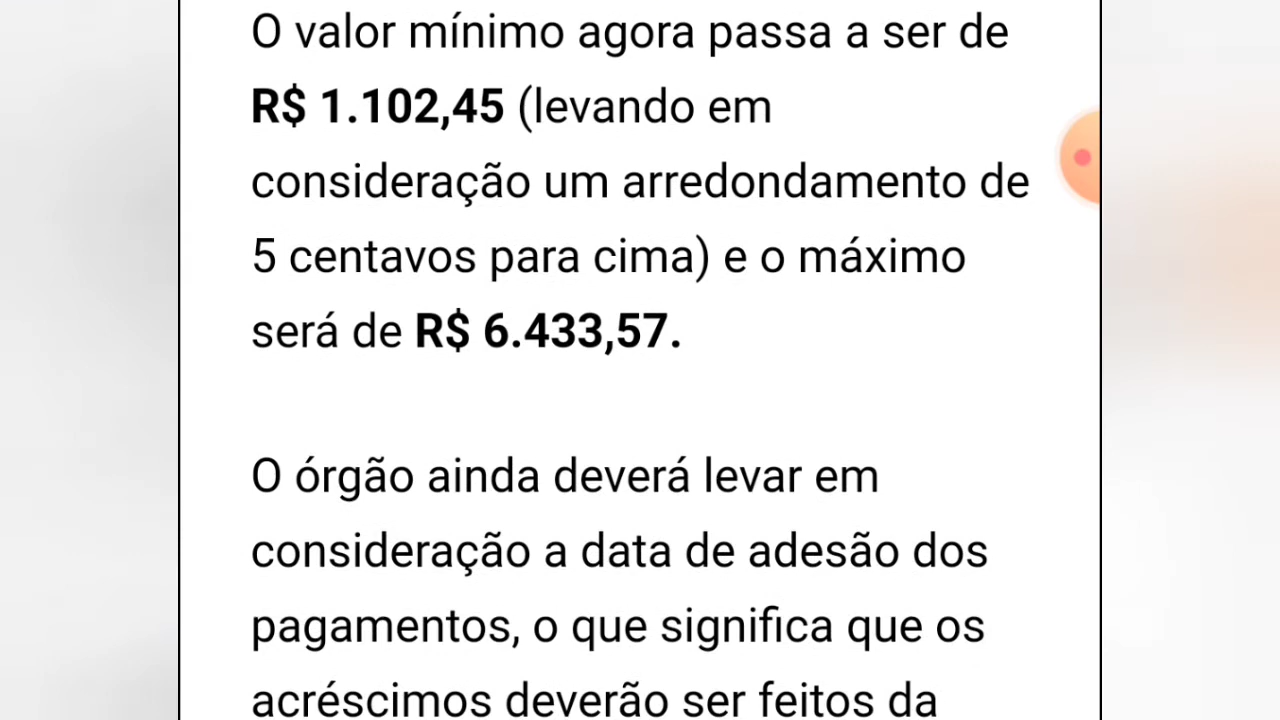 O valor mínimo agora passa a ser de
R$ 1.102,45 (levando em
consideração um arredondamento de
5 centavos para cima) e o máximo
será de R$ 6.433,57.
O órgão ainda deverá levar em
consideração a data de adesão dos
pagamentos, o que significa que os
acréscimos deverão ser feitos da